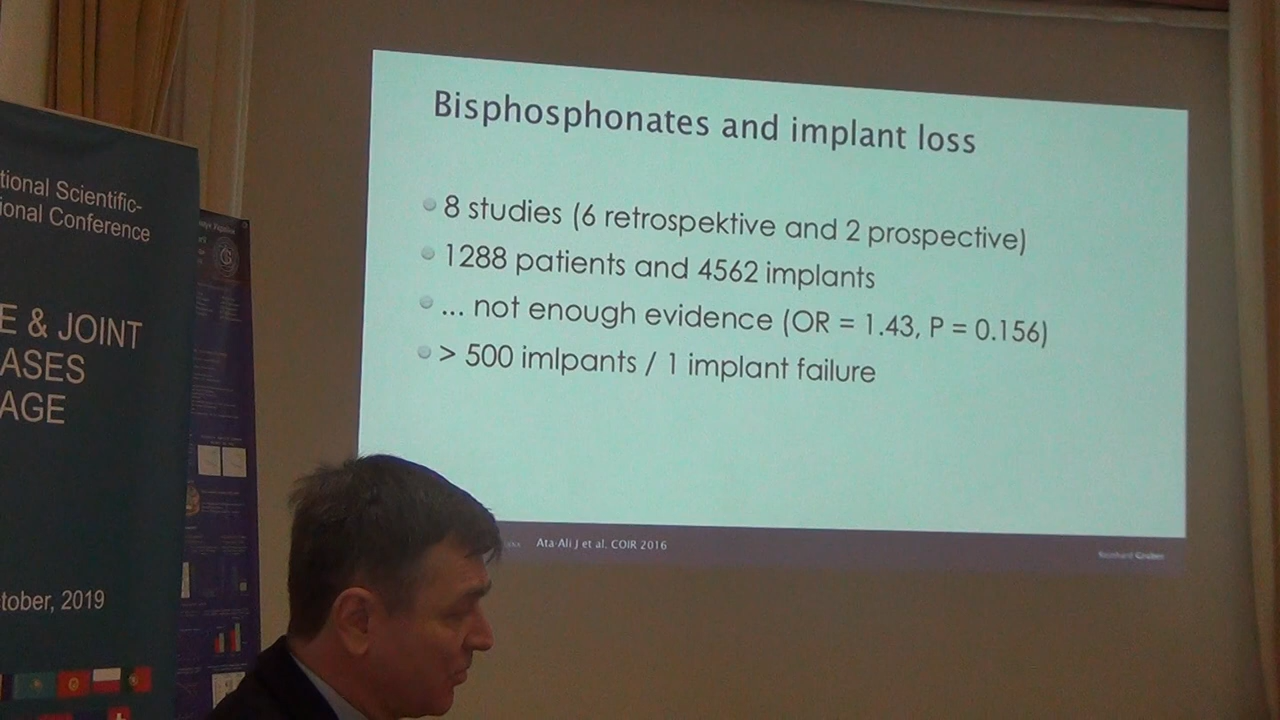 tional Scientific-
ional Conference
E & JOINT
ASES
AGE
tober, 2019
Bisphosphonates and implant loss
8 studies (6 retrospektive and 2 prospective)
1288 patients and 4562 implants
... not enough evidence (OR = 1.43, P = 0.156)
> 500 imlpants / 1 implant failure
Ata-Ali J et al. COIR 2016
Reinhard Gruber